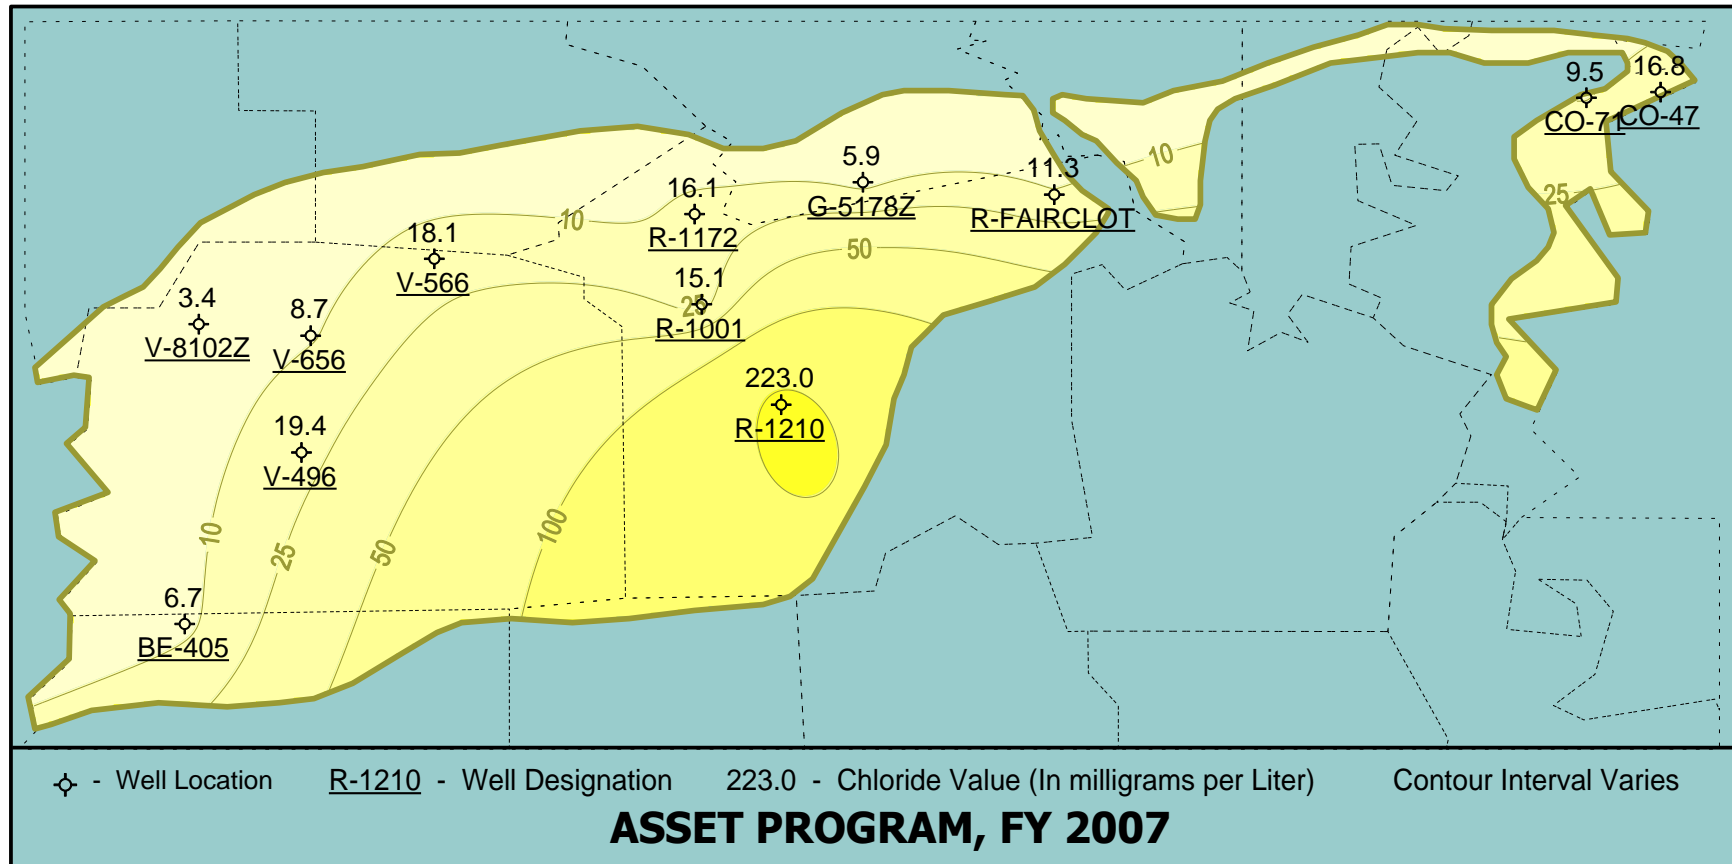 9.5
16.8
CO-71
CO-47
10
5.9
11.3
G-5178Z
R-FAIRCLOT
16.1
R-1172
10
25
18.1
V-566
50
15.1
25
R-1001
3.4
V-8102Z
8.7
V-656
223.0
R-1210
19.4
V-496
10
25
50
100
6.7
BE-405
- Well Location
R-1210 - Well Designation
223.0 - Chloride Value (In milligrams per Liter)
Contour Interval Varies
ASSET PROGRAM, FY 2007